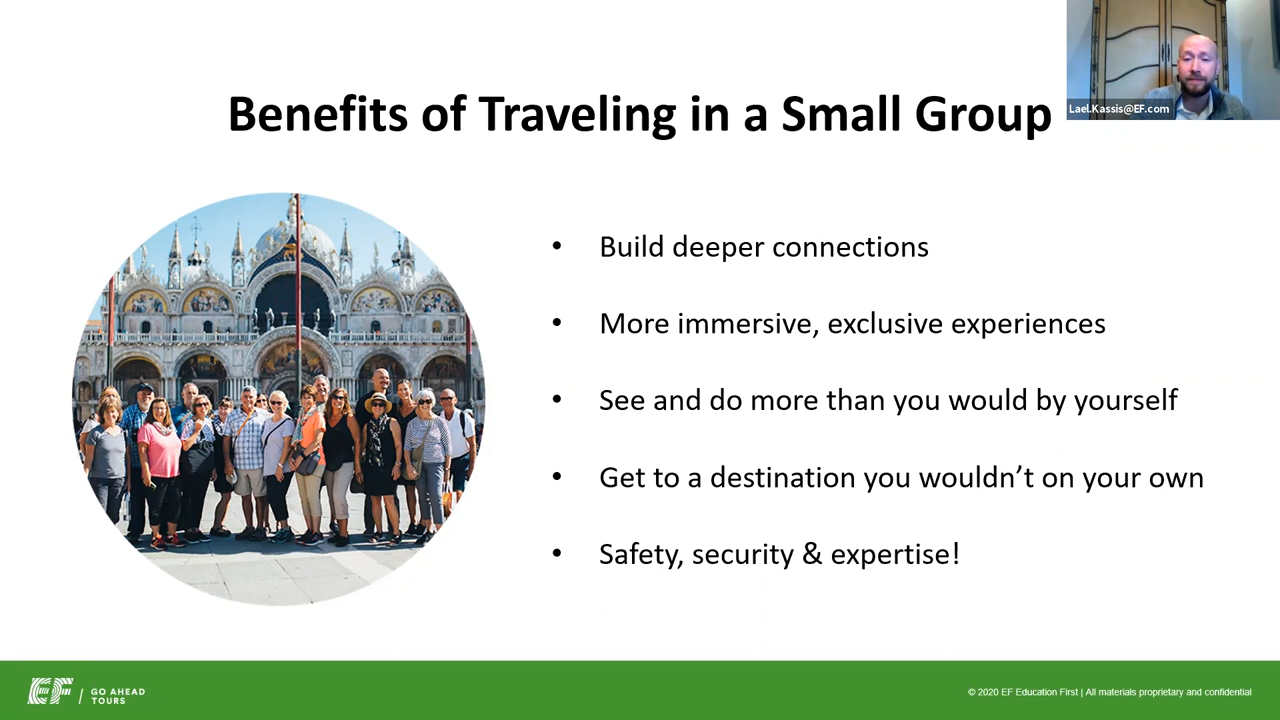 Lael.Kassis@EF.com
Benefits of Traveling in a Small Group
• Build deeper connections
• More immersive, exclusive experiences
• See and do more than you would by yourself
• Get to a destination you wouldn’t on your own
• Safety, security & expertise!
EF / GO AHEAD
TOURS
© 2020 EF Education First | All materials proprietary and confidential